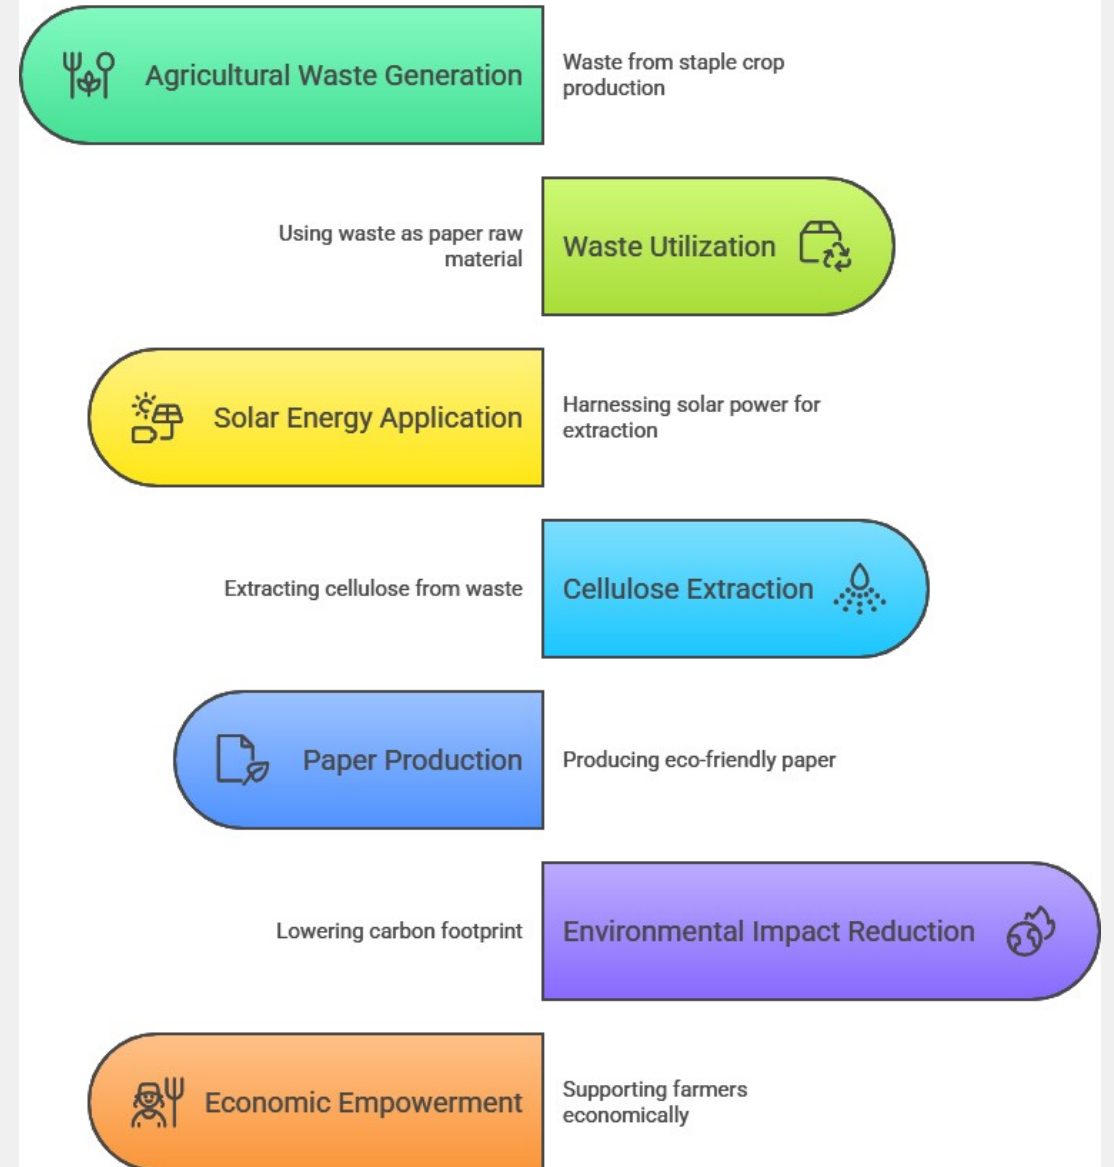 Agricultural Waste Generation
Waste from staple crop
production
Using waste as paper raw
material
Waste Utilization
Solar Energy Application
Harnessing solar power for
extraction
Extracting cellulose from waste
Cellulose Extraction
Paper Production
Producing eco-friendly paper
Lowering carbon footprint
Environmental Impact Reduction
Economic Empowerment
Supporting farmers
economically